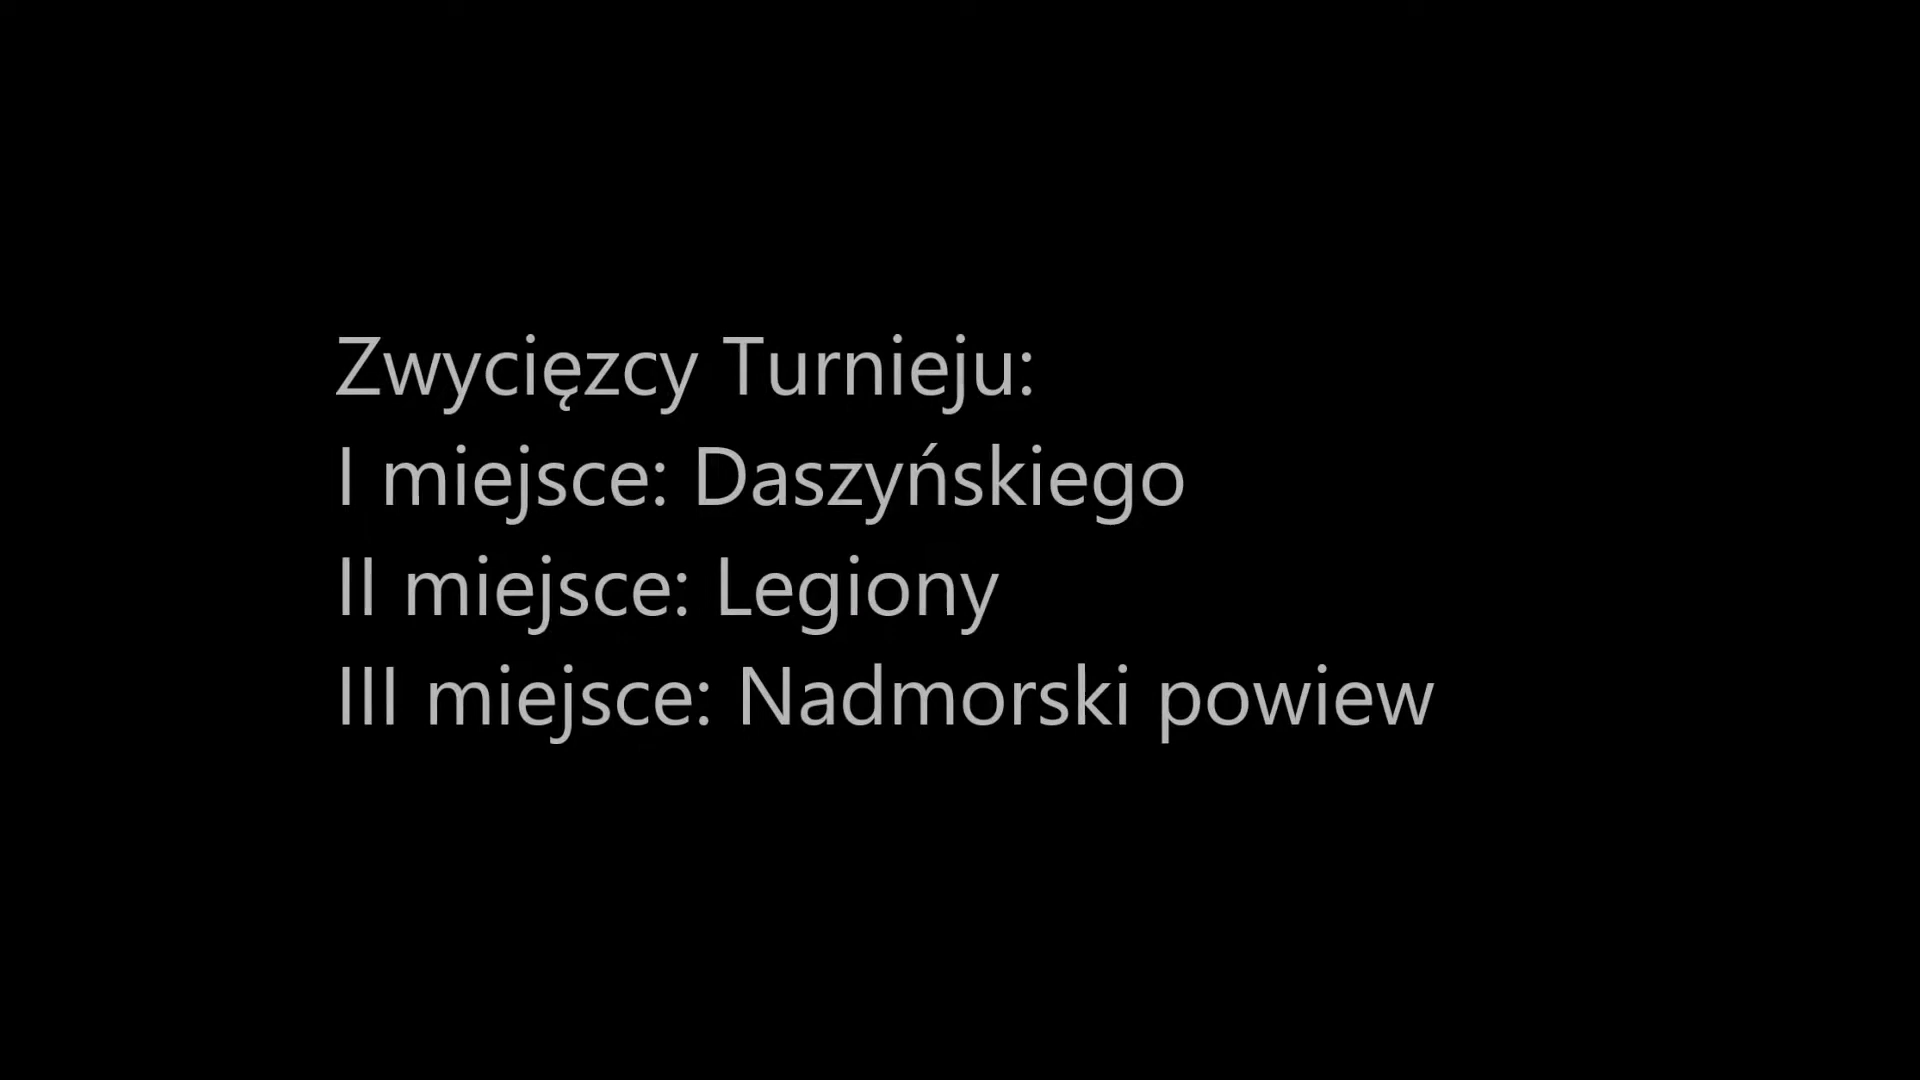 Zwycięzcy Turnieju:
I miejsce: Daszyńskiego
II miejsce: Legiony
III miejsce: Nadmorski powiew